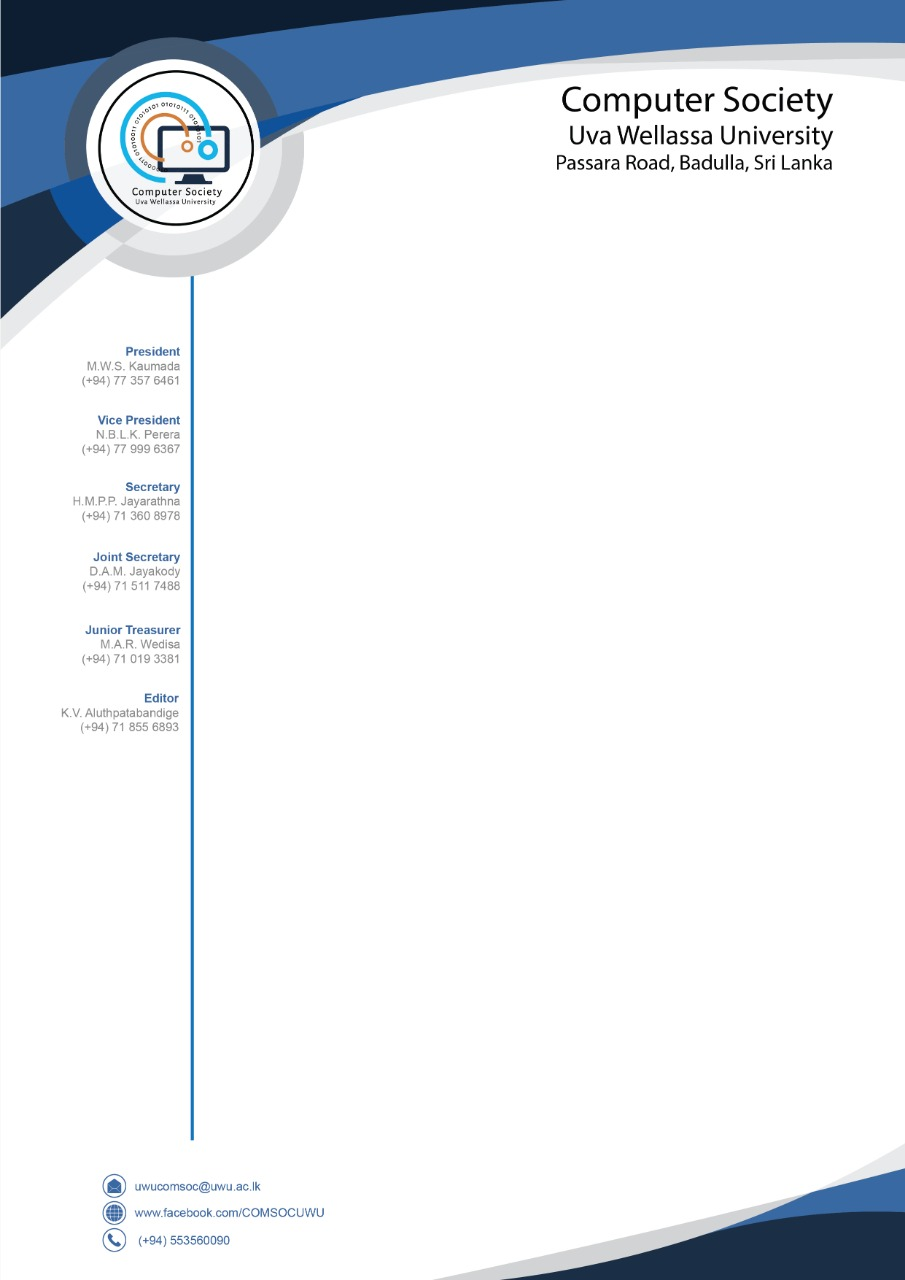 Computer Society
Uva Wellassa University
Computer Society
Uva Wellassa University
Passara Road, Badulla, Sri Lanka
President
M.W.S. Kaumada
(+94) 77 357 6461
Vice President
N.B.L.K. Perera
(+94) 77 999 6367
Secretary
H.M.P.P. Jayarathna
(+94) 71 360 8978
Joint Secretary
D.A.M. Jayakody
(+94) 71 511 7488
Junior Treasurer
M.A.R. Wedisa
(+94) 71 019 3381
Editor
K.V. Aluthpatabandige
(+94) 71 855 6893
uwucomsoc@uwu.ac.lk
www.facebook.com/COMSOCUWU
(+94) 553560090